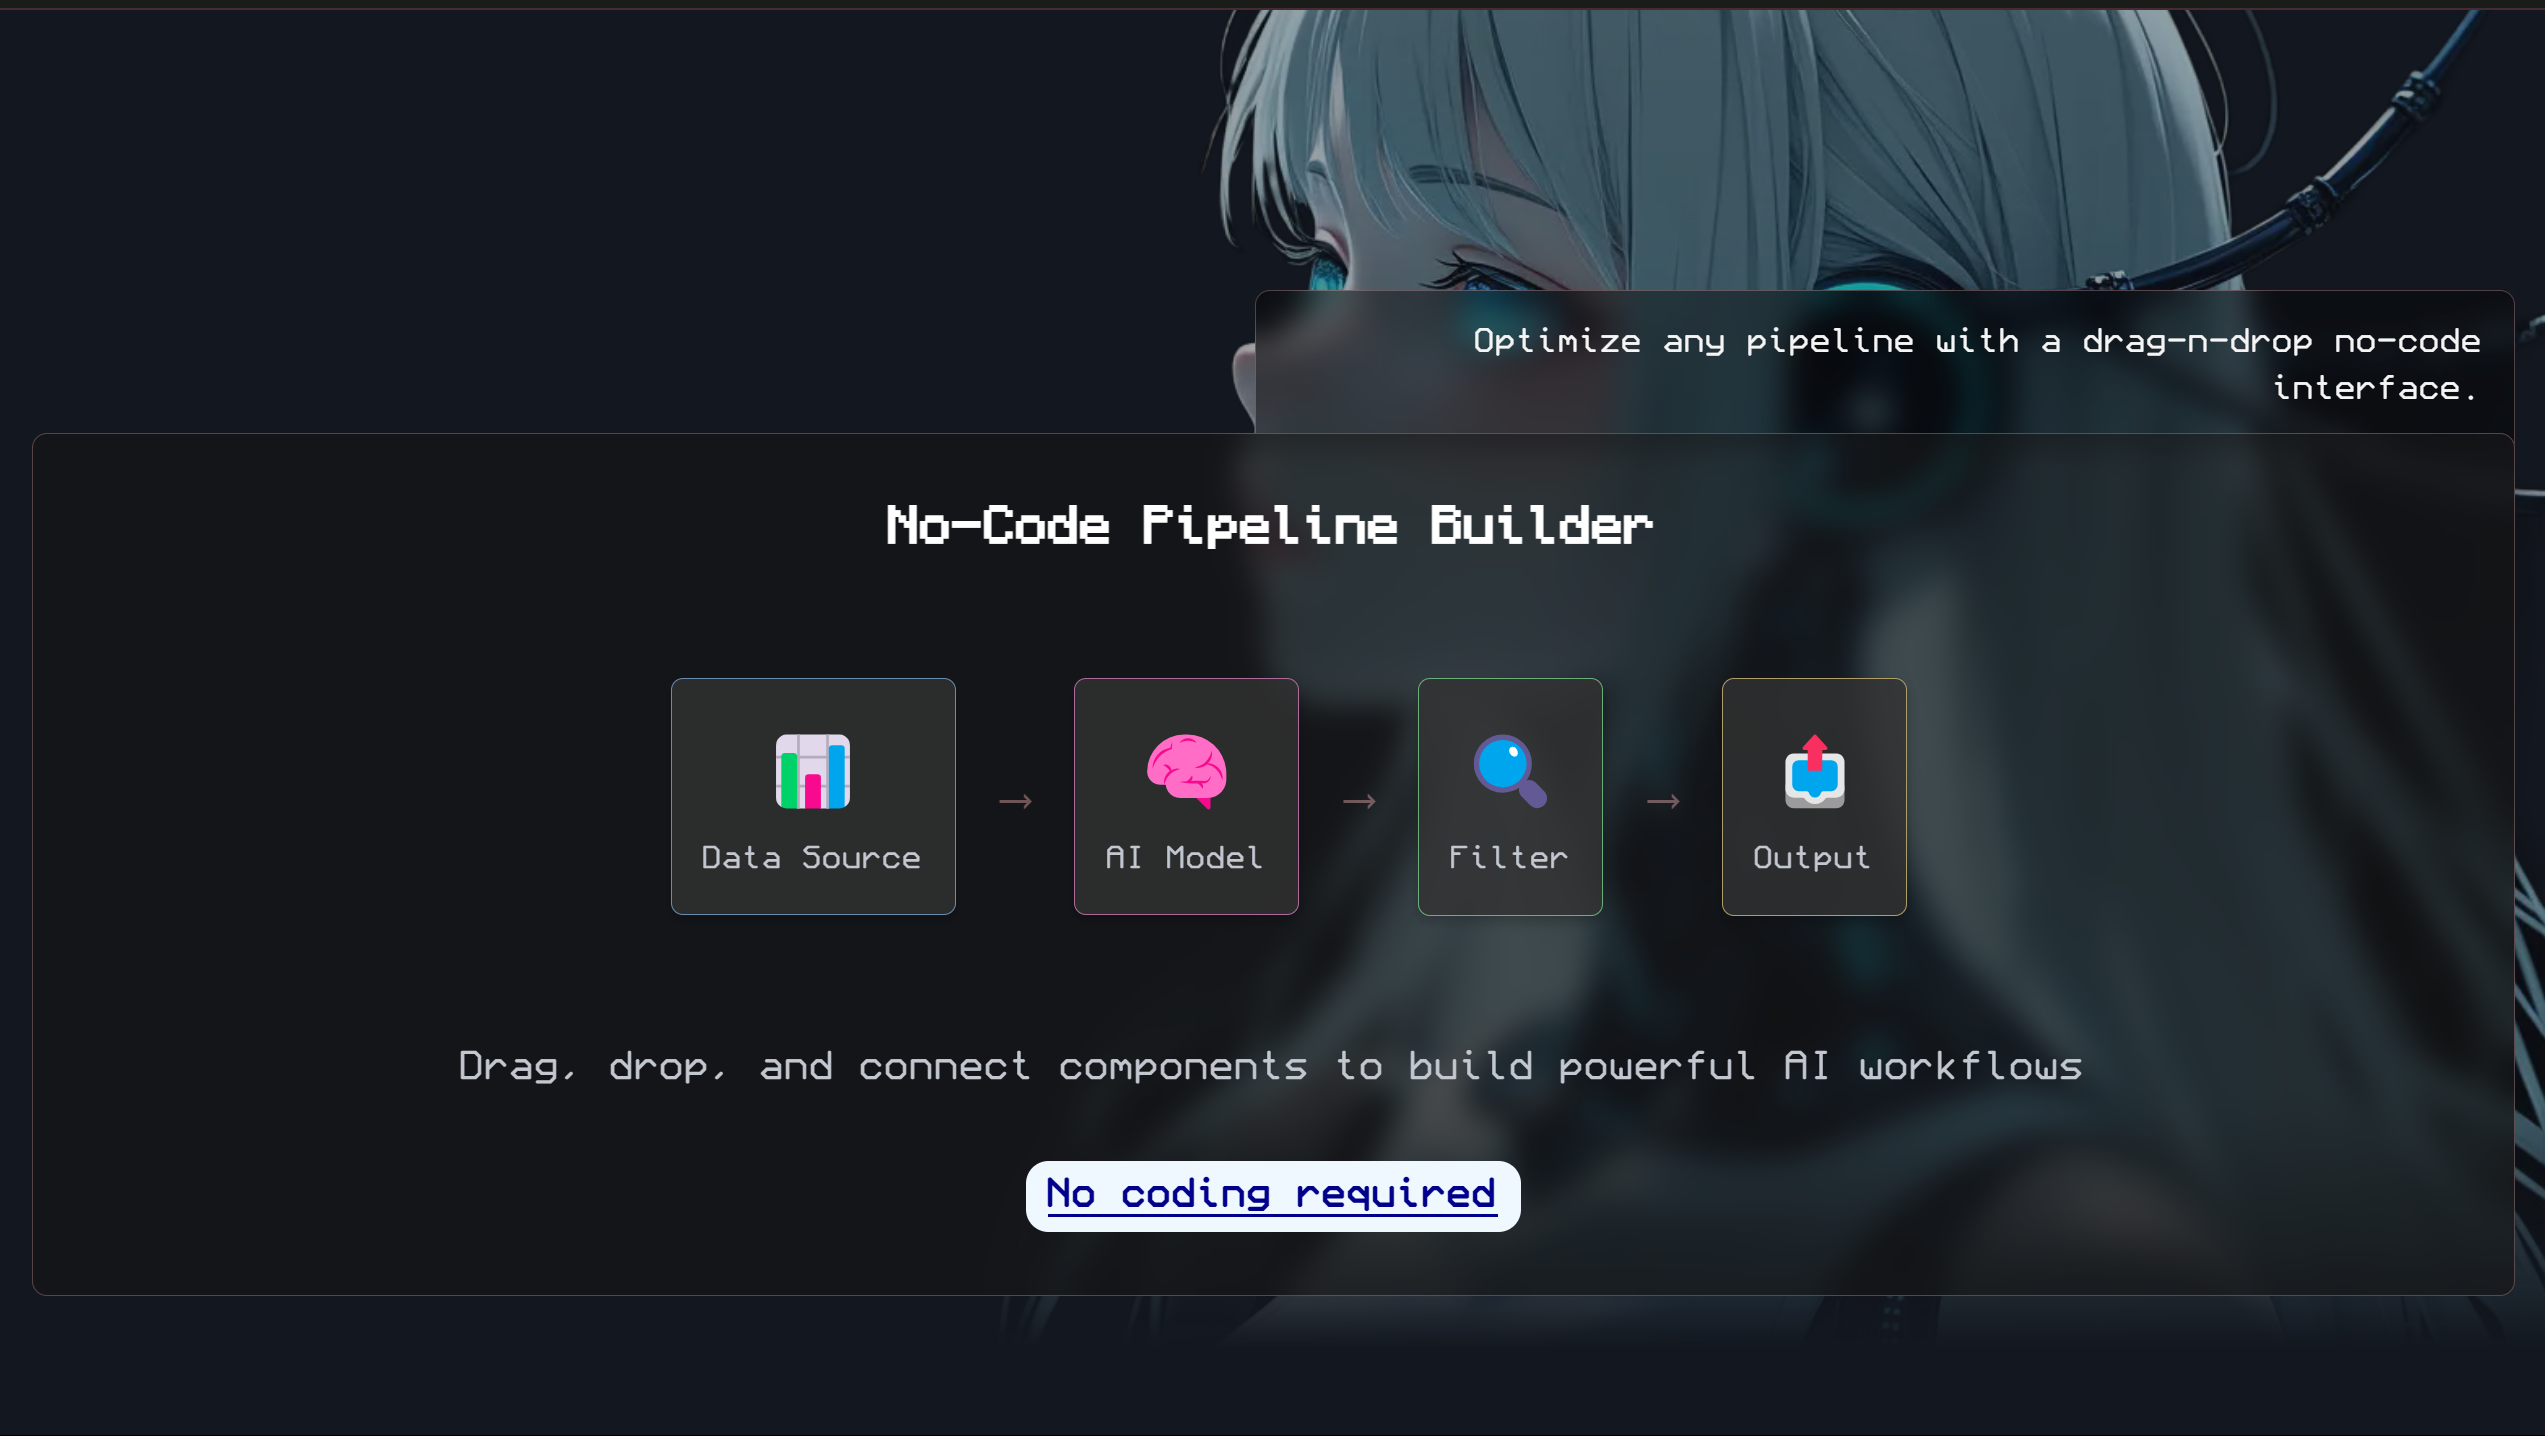 Optimize any pipeline with a drag-n-drop no-code
interface.
No-Code Pipeline Builder
Data Source
→
AI Model
→
Filter
→
Output
Drag, drop, and connect components to build powerful AI workflows
No coding required